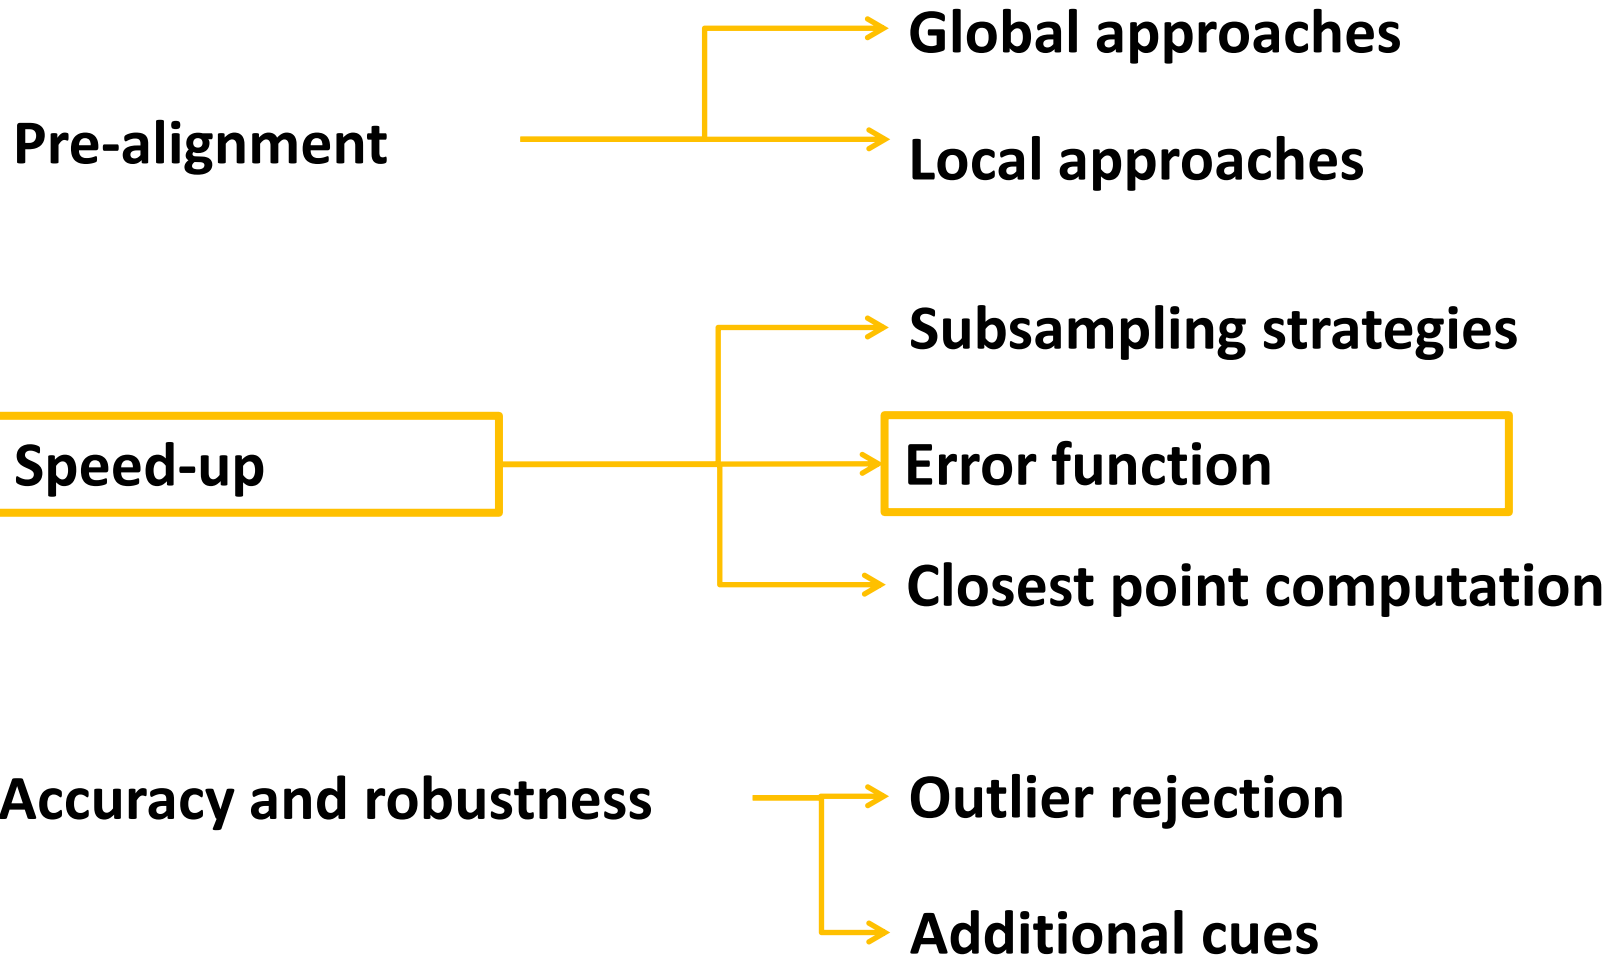 Global approaches
Pre-alignment
Local approaches
Subsampling strategies
Speed-up
Error function
Closest point computation
Accuracy and robustness
Outlier rejection
Additional cues